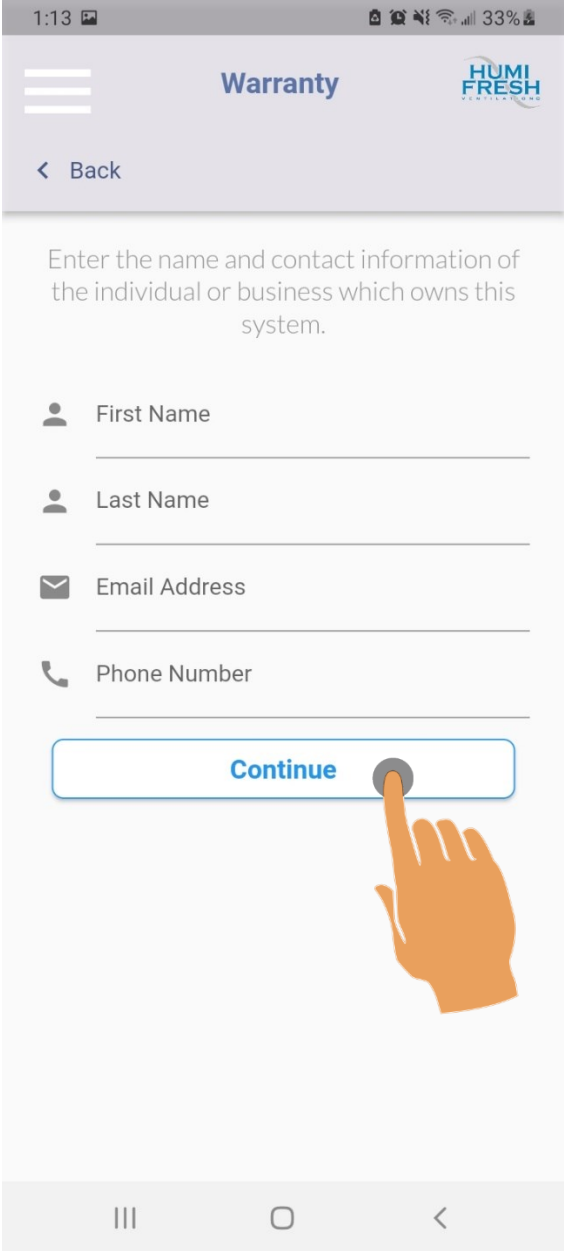 1:13 33%
Warranty
HUMI
FRESH
VENTILATIONS
Back
Enter the name and contact information of
the individual or business which owns this
system.
First Name
Last Name
Email Address
Phone Number
Continue